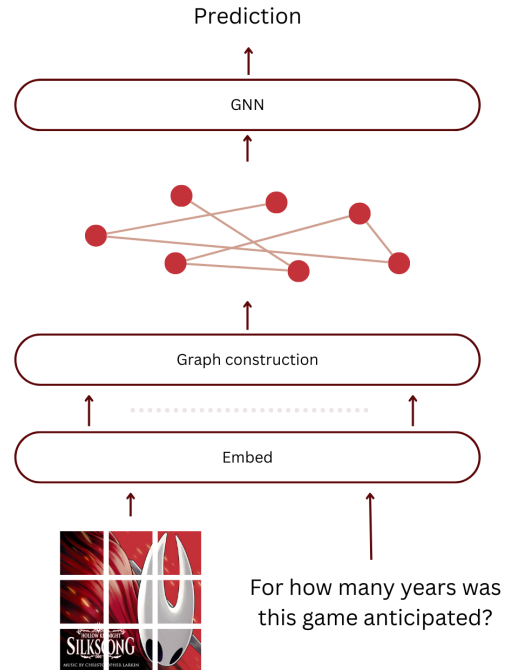 Prediction
GNN
Graph construction
Embed
For how many years was
this game anticipated?
HOLLOW KNIGHT
SILKSONG
MUSIC BY CHRISTOPHER LARKIN